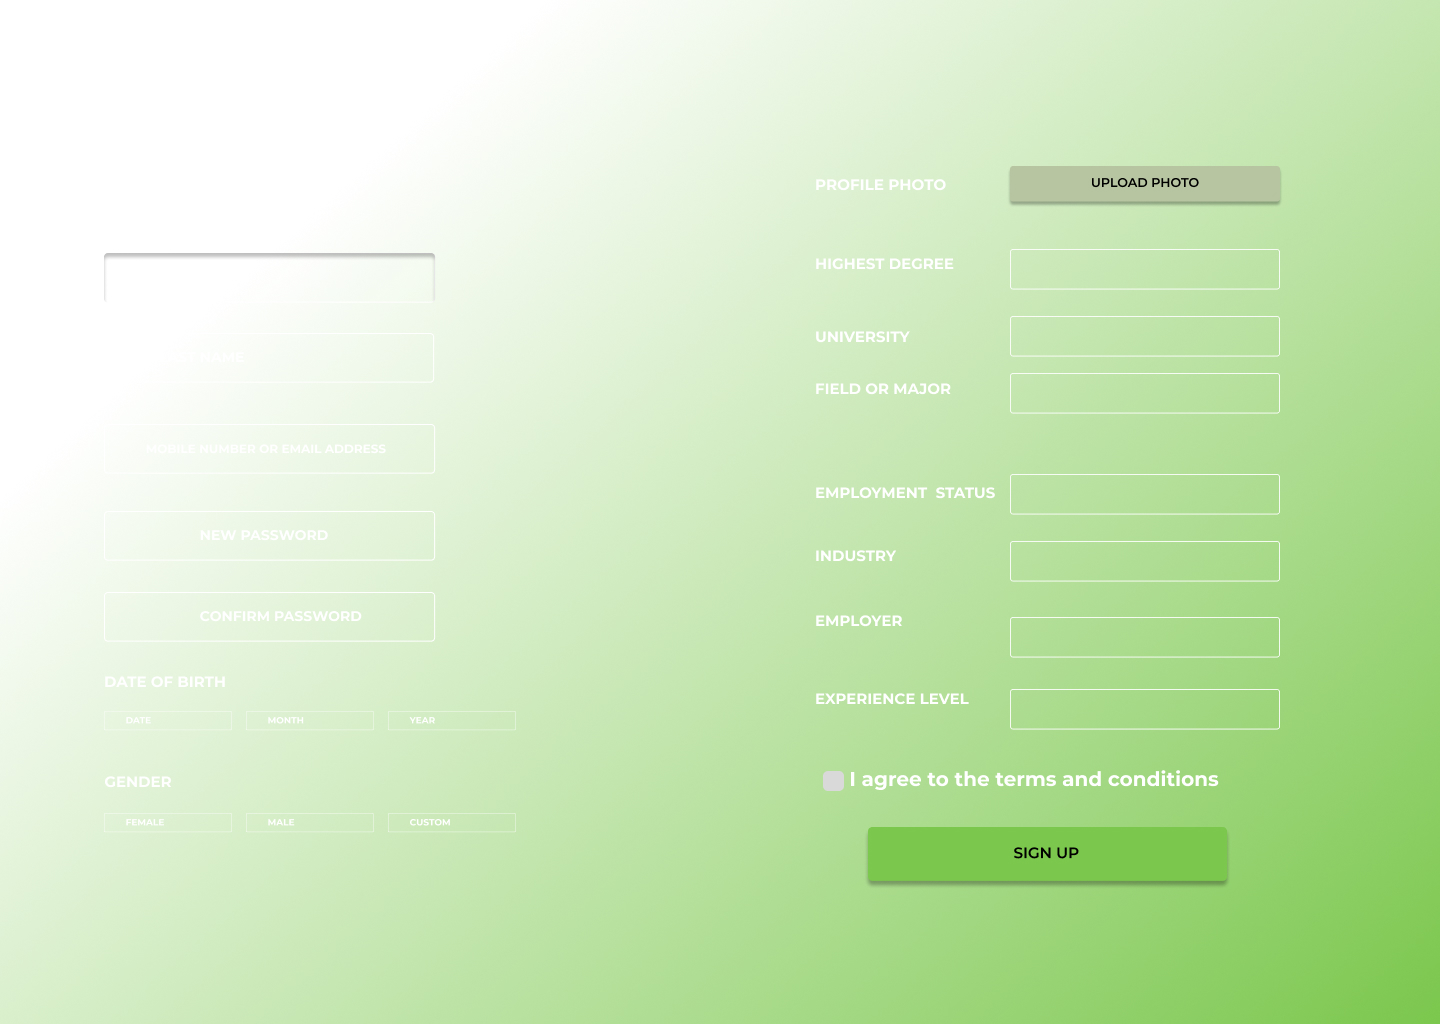 NAME
MOBILE NUMBER OR EMAIL ADDRESS
NEW PASSWORD
CONFIRM PASSWORD
DATE OF BIRTH
DATE MONTH YEAR
GENDER
FEMALE MALE CUSTOM
PROFILE PHOTO UPLOAD PHOTO
HIGHEST DEGREE
UNIVERSITY
FIELD OR MAJOR
EMPLOYMENT  STATUS
INDUSTRY
EMPLOYER
EXPERIENCE LEVEL
I agree to the terms and conditions
SIGN UP